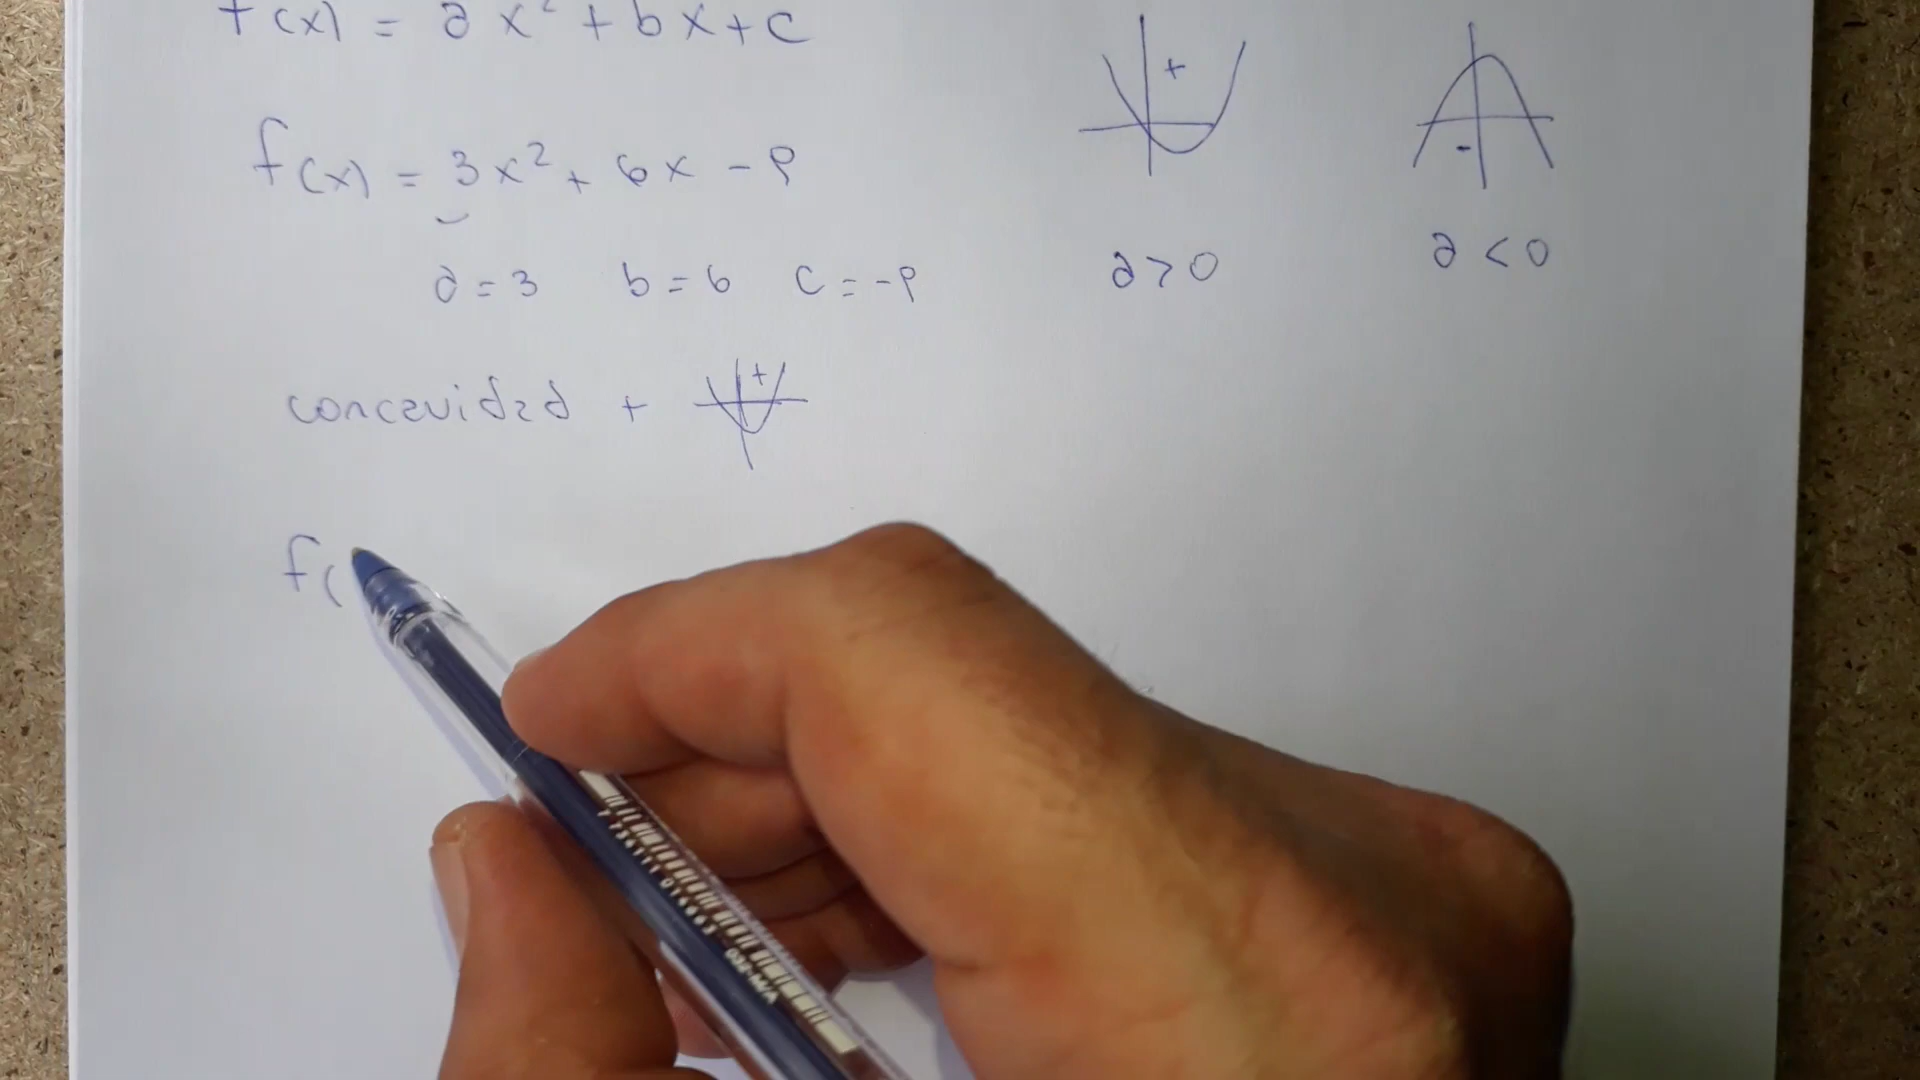 f(x) = ax² + bx + c
f(x) = 3x² + 6x - 9
a = 3 b = 6 c = -9
concavidad + +
f(
+
-
a > 0
a < 0